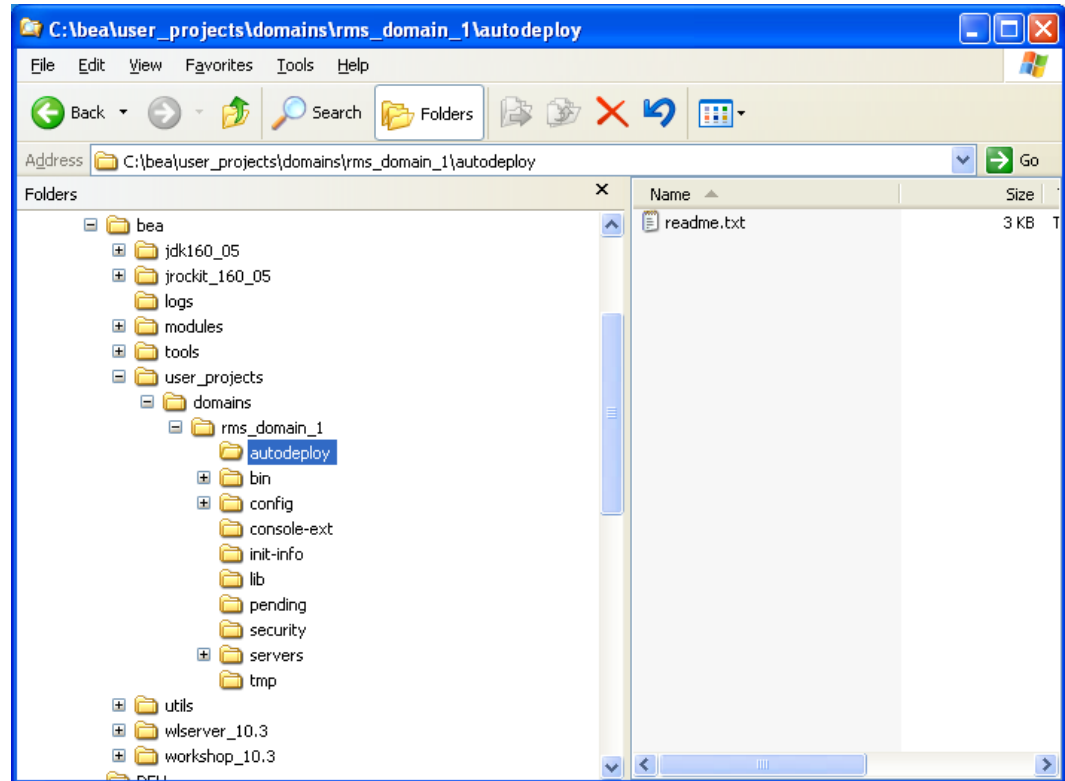 C:\bea\user_projects\domains\rms_domain_1\autodeploy
File Edit View Favorites Tools Help
Back Search Folders
Address C:\bea\user_projects\domains\rms_domain_1\autodeploy Go
Folders x Name Size
bea readme.txt 3 KB T
jdk160_05
jrockit_160_05
logs
modules
tools
user_projects
domains
rms_domain_1
autodeploy
bin
config
console-ext
init-info
lib
pending
security
servers
tmp
utils
wlserver_10.3
workshop_10.3